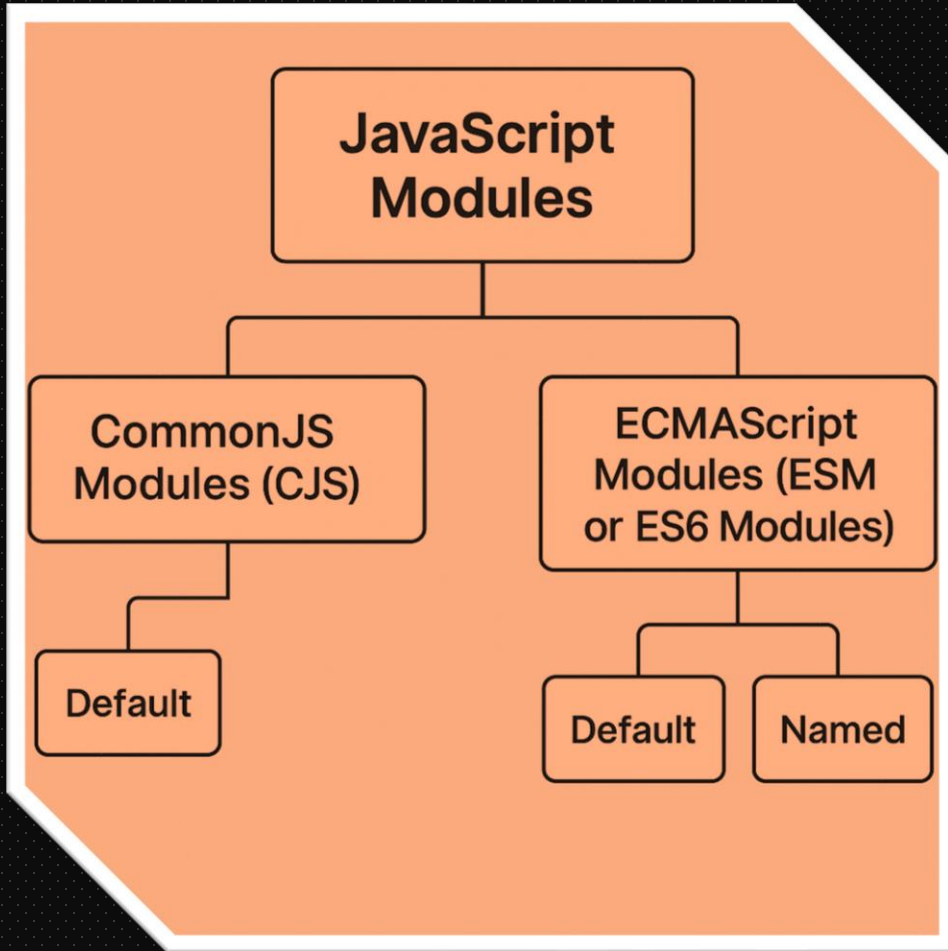 JavaScript
Modules
CommonJS
Modules (CJS)
ECMAScript
Modules (ESM
or ES6 Modules)
Default
Default
Named